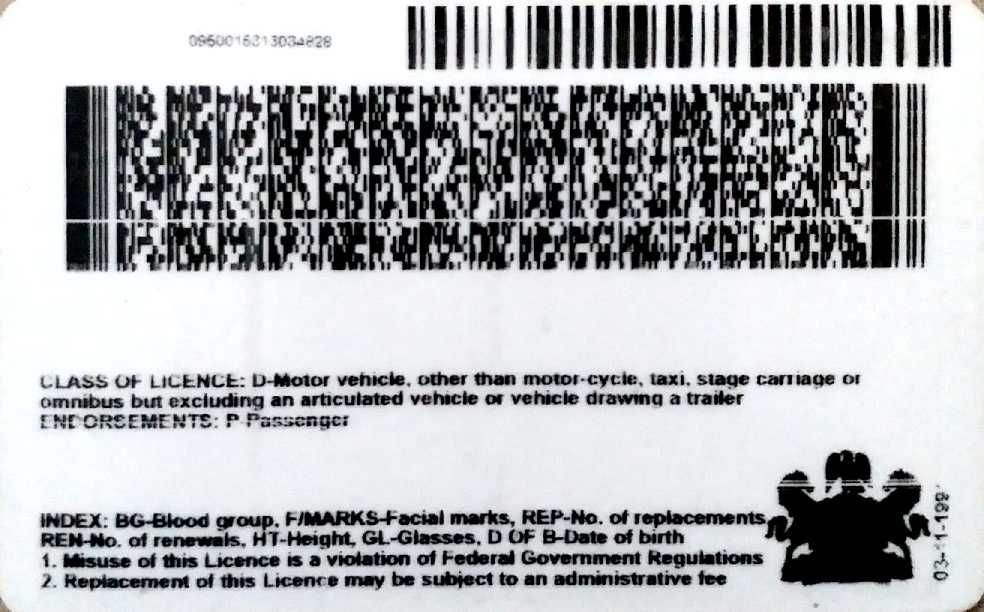 0950015313034828
CLASS OF LICENCE: D-Motor vehicle, other than motor-cycle, taxi, stage carriage or
omnibus but excluding an articulated vehicle or vehicle drawing a trailer
ENDORSEMENTS: P-Passenger
INDEX: BG-Blood group, F/MARKS-Facial marks, REP-No. of replacements,
REN-No. of renewals, HT-Height, GL-Glasses, D OF B-Date of birth
1. Misuse of this Licence is a violation of Federal Government Regulations
2. Replacement of this Licence may be subject to an administrative fee